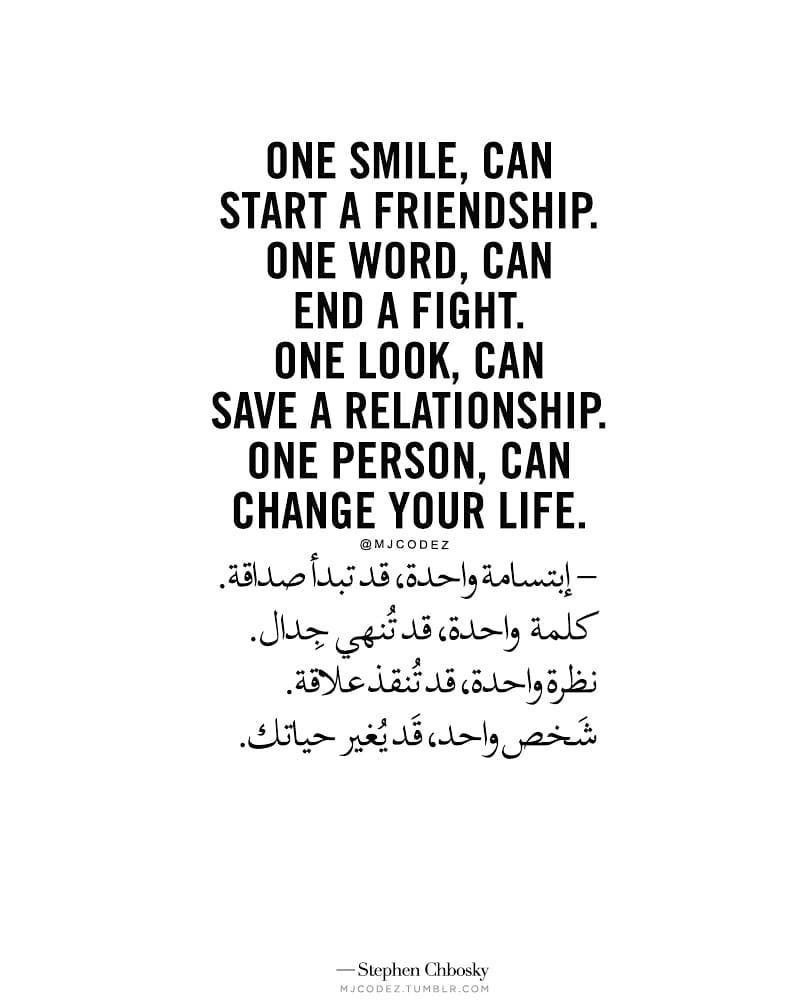 ONE SMILE, CAN
START A FRIENDSHIP.
ONE WORD, CAN
END A FIGHT.
ONE LOOK, CAN
SAVE A RELATIONSHIP.
ONE PERSON, CAN
CHANGE YOUR LIFE.
@MJCODEZ
– إبتسامة واحدة، قد تبدأ صداقة.
كلمة واحدة، قد تُنهي جِدال.
نظرة واحدة، قد تُنقذ علاقة.
شَخص واحد، قَد يُغير حياتك.
— Stephen Chbosky
MJCODEZ.TUMBLR.COM